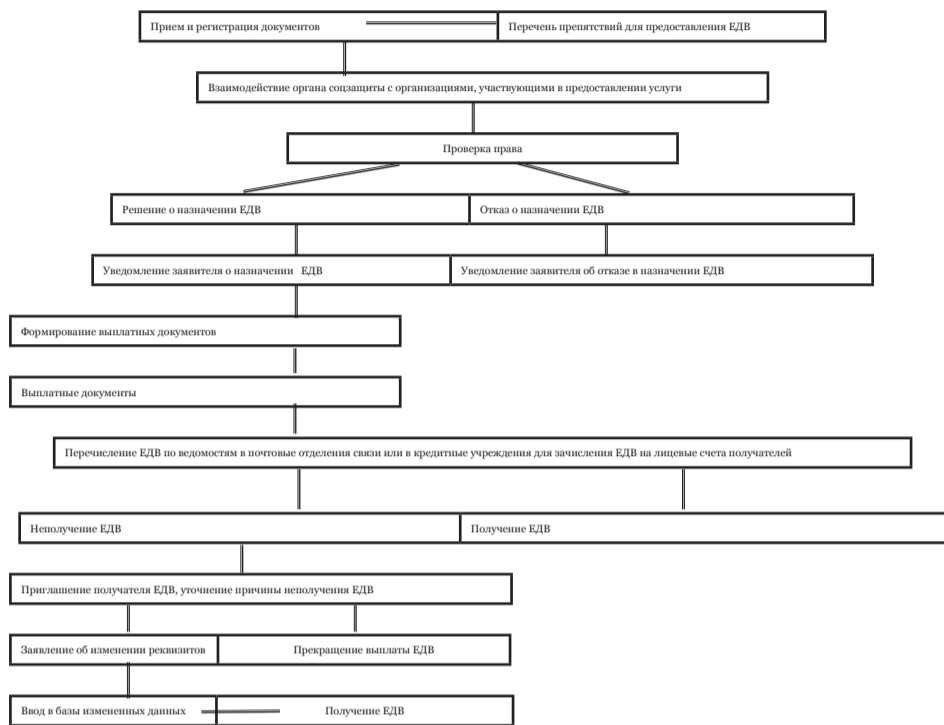 Прием и регистрация документов
Перечень препятствий для предоставления ЕДВ
Взаимодействие органа соцзащиты с организациями, участвующими в предоставлении услуги
Проверка права
Решение о назначении ЕДВ
Отказ о назначении ЕДВ
Уведомление заявителя о назначении ЕДВ
Уведомление заявителя об отказе в назначении ЕДВ
Формирование выплатных документов
Выплатные документы
Перечисление ЕДВ по ведомостям в почтовые отделения связи или в кредитные учреждения для зачисления ЕДВ на лицевые счета получателей
Неполучение ЕДВ
Получение ЕДВ
Приглашение получателя ЕДВ, уточнение причины неполучения ЕДВ
Заявление об изменении реквизитов
Прекращение выплаты ЕДВ
Ввод в базы измененных данных
Получение ЕДВ